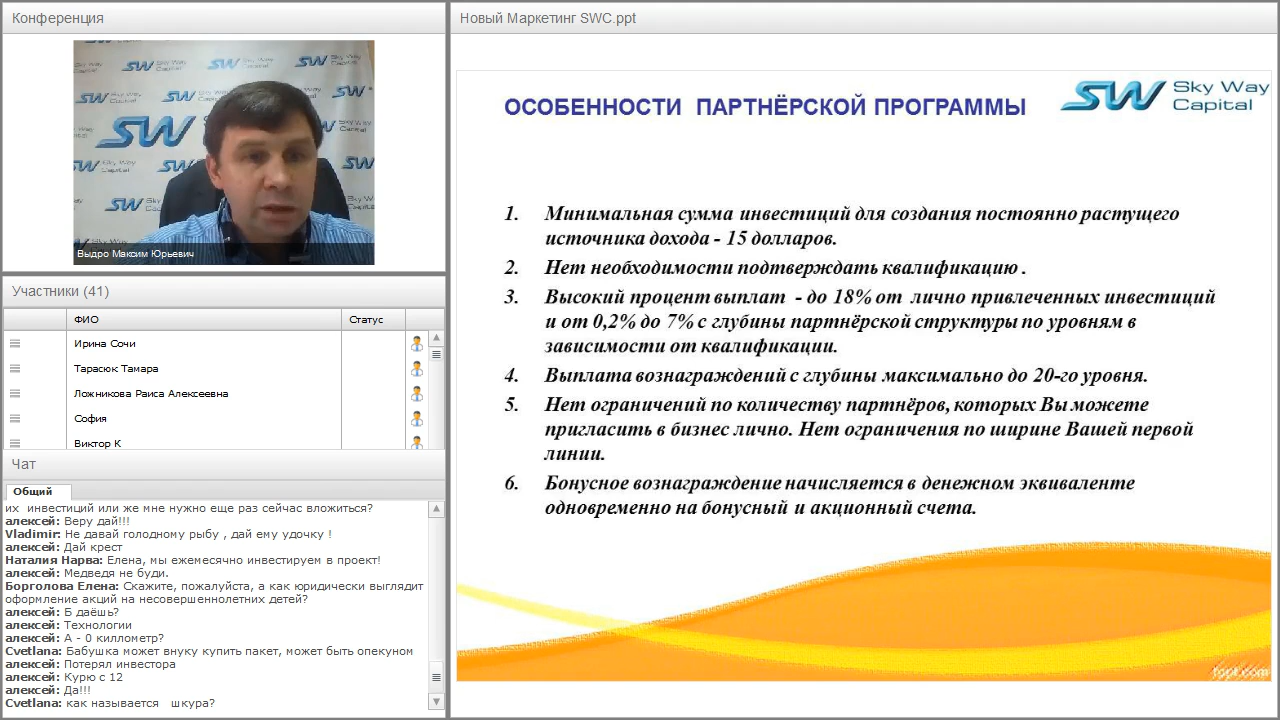 Конференция
SW Sky Way Capital
Выдро Максим Юрьевич
Участники (41)
ФИО
Статус
Ирина Сочи
Тарасюк Тамара
Ложникова Раиса Алексеевна
София
Виктор К
Чат
Общий
их инвестиций или же мне нужно еще раз сейчас вложиться?
алексей: Веру дай!!!
Vladimir: Не давай голодному рыбу , дай ему удочку !
алексей: Дай крест
Наталия Нарва: Елена, мы ежемесячно инвестируем в проект!
алексей: Медведя не буди.
Борголова Елена: Скажите, пожалуйста, а как юридически выглядит
оформление акций на несовершеннолетних детей?
алексей: Б даёшь?
алексей: Технологии
алексей: А - 0 киллометр?
Cvetlana: Бабушка может внуку купить пакет, может быть опекуном
алексей: Потерял инвестора
алексей: Курю с 12
алексей: Да!!!
Cvetlana: как называется шкура?
Новый Маркетинг SWC.ppt
ОСОБЕННОСТИ ПАРТНЁРСКОЙ ПРОГРАММЫ
SW Sky Way
Capital
1. Минимальная сумма инвестиций для создания постоянно растущего
источника дохода - 15 долларов.
2. Нет необходимости подтверждать квалификацию .
3. Высокий процент выплат - до 18% от лично привлеченных инвестиций
и от 0,2% до 7% с глубины партнёрской структуры по уровням в
зависимости от квалификации.
4. Выплата вознаграждений с глубины максимально до 20-го уровня.
5. Нет ограничений по количеству партнёров, которых Вы можете
пригласить в бизнес лично. Нет ограничения по ширине Вашей первой
линии.
6. Бонусное вознаграждение начисляется в денежном эквиваленте
одновременно на бонусный и акционный счета.